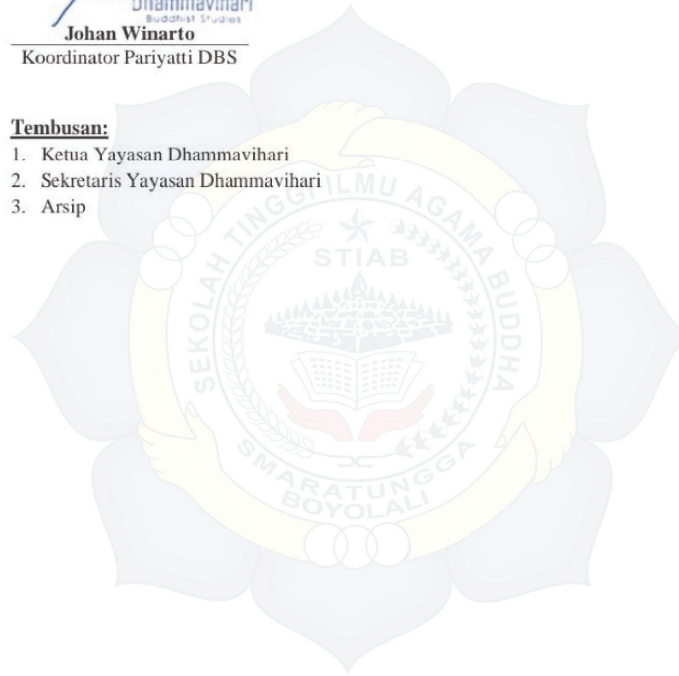 Dhammavihari
Buddhist Studies
Johan Winarto
Koordinator Pariyatti DBS
Tembusan:
1. Ketua Yayasan Dhammavihari
2. Sekretaris Yayasan Dhammavihari
3. Arsip
SEKOLAH TINGGI ILMU AGAMA BUDDHA
STIAB
SMARATUNGGA
BOYOLALI